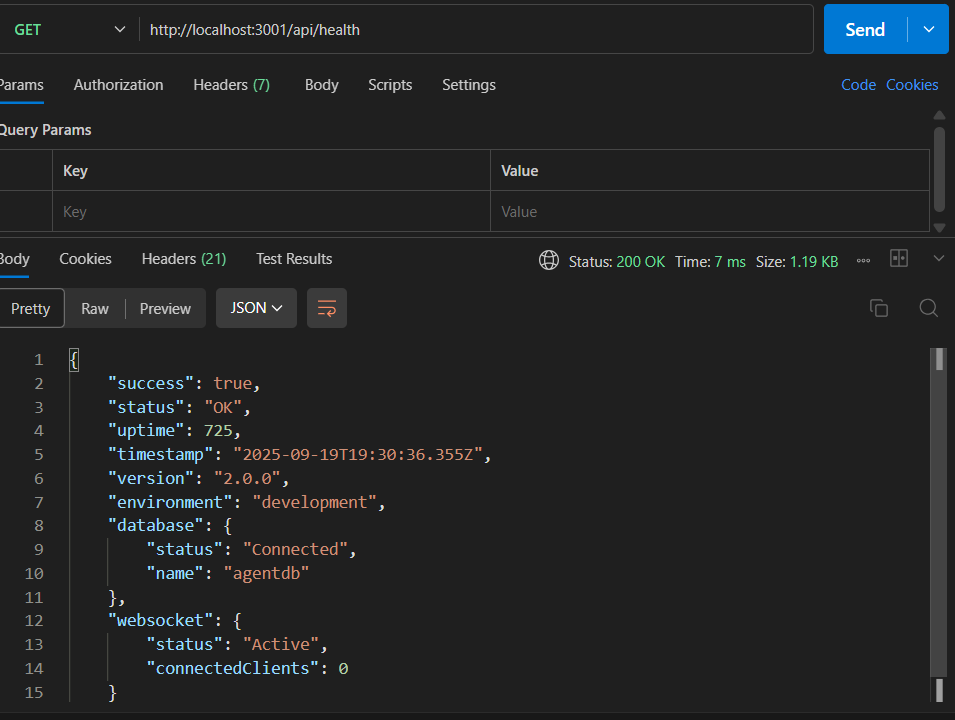 GET http://localhost:3001/api/health Send
Params Authorization Headers (7) Body Scripts Settings Code Cookies
Query Params
Key Value
Key Value
Body Cookies Headers (21) Test Results Status: 200 OK Time: 7 ms Size: 1.19 KB
Pretty Raw Preview JSON
1 {
2 "success": true,
3 "status": "OK",
4 "uptime": 725,
5 "timestamp": "2025-09-19T19:30:36.355Z",
6 "version": "2.0.0",
7 "environment": "development",
8 "database": {
9 "status": "Connected",
10 "name": "agentdb"
11 },
12 "websocket": {
13 "status": "Active",
14 "connectedClients": 0
15 }